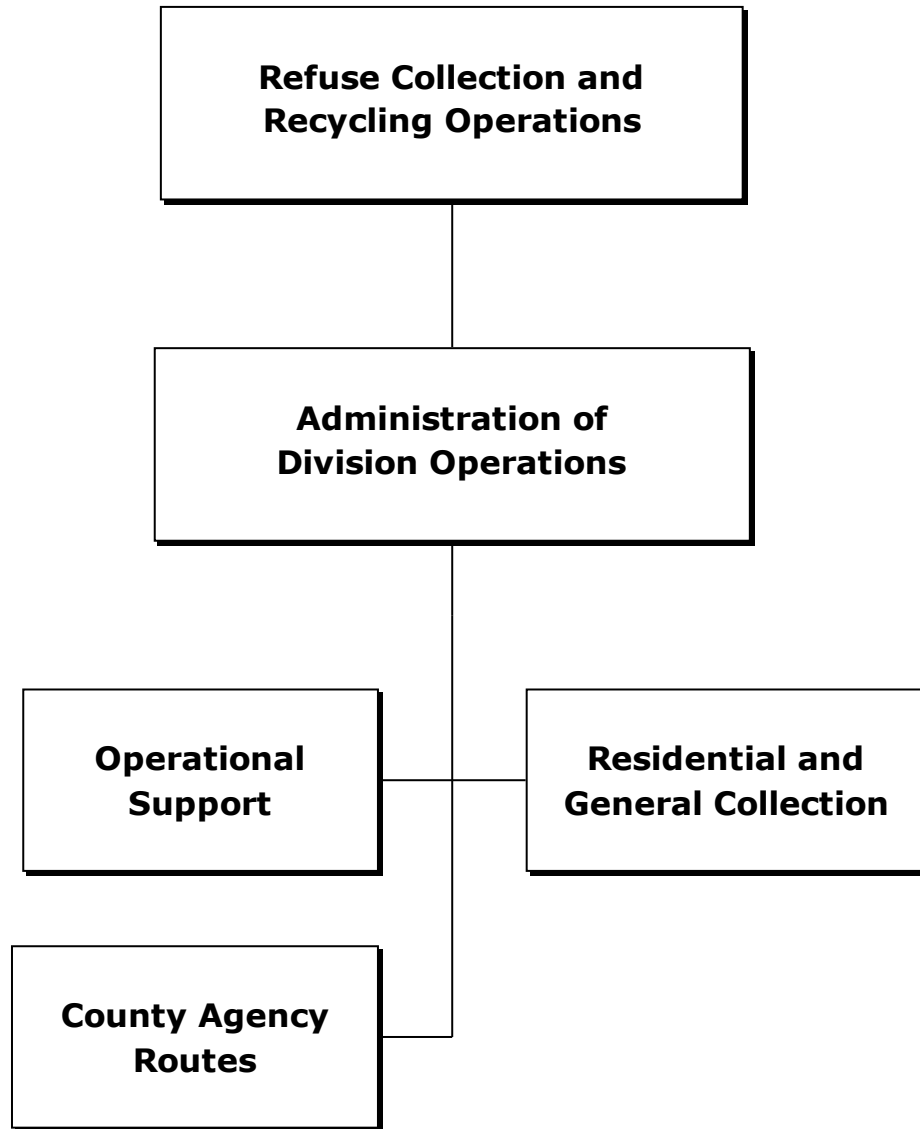 Refuse Collection and
Recycling Operations
Administration of
Division Operations
Operational
Support
Residential and
General Collection
County Agency
Routes